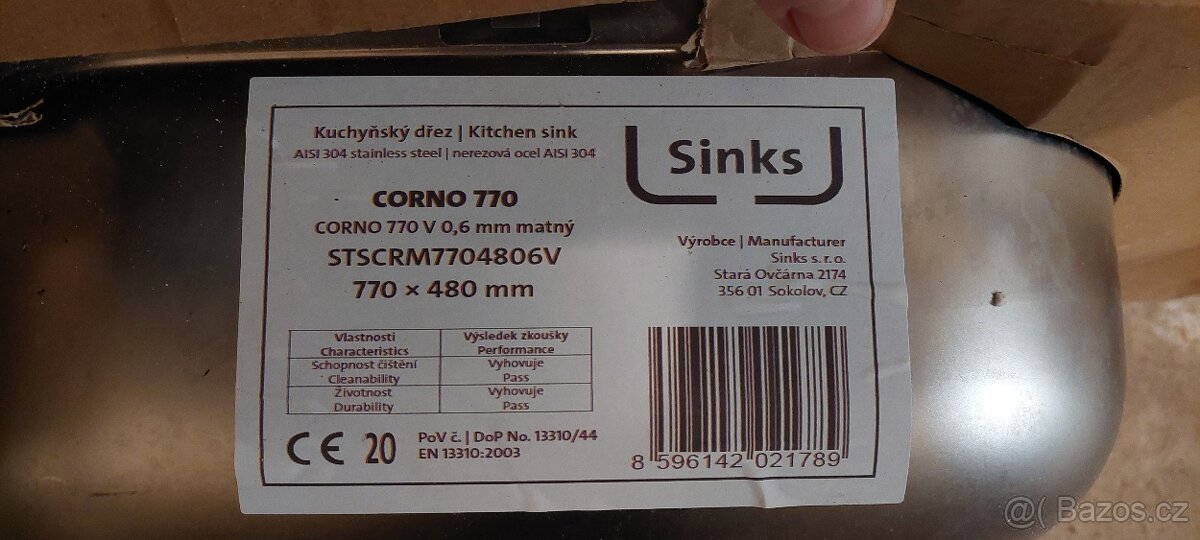 Kuchyňský dřez | Kitchen sink
AISI 304 stainless steel | nerezová ocel AISI 304
CORNO 770
CORNO 770 V 0,6 mm matný
STSCRM7704806V
770 × 480 mm
Sinks
Výrobce | Manufacturer
Sinks s.r.o.
Stará Ovčárna 2174
356 01 Sokolov, CZ
Vlastnosti Výsledek zkoušky
Characteristics Performance
Schopnost čištění Vyhovuje
Cleanability Pass
Životnost Vyhovuje
Durability Pass
CE 20
PoV č. | DoP No. 13310/44
EN 13310:2003
8 596142 021789
@( Bazos.cz